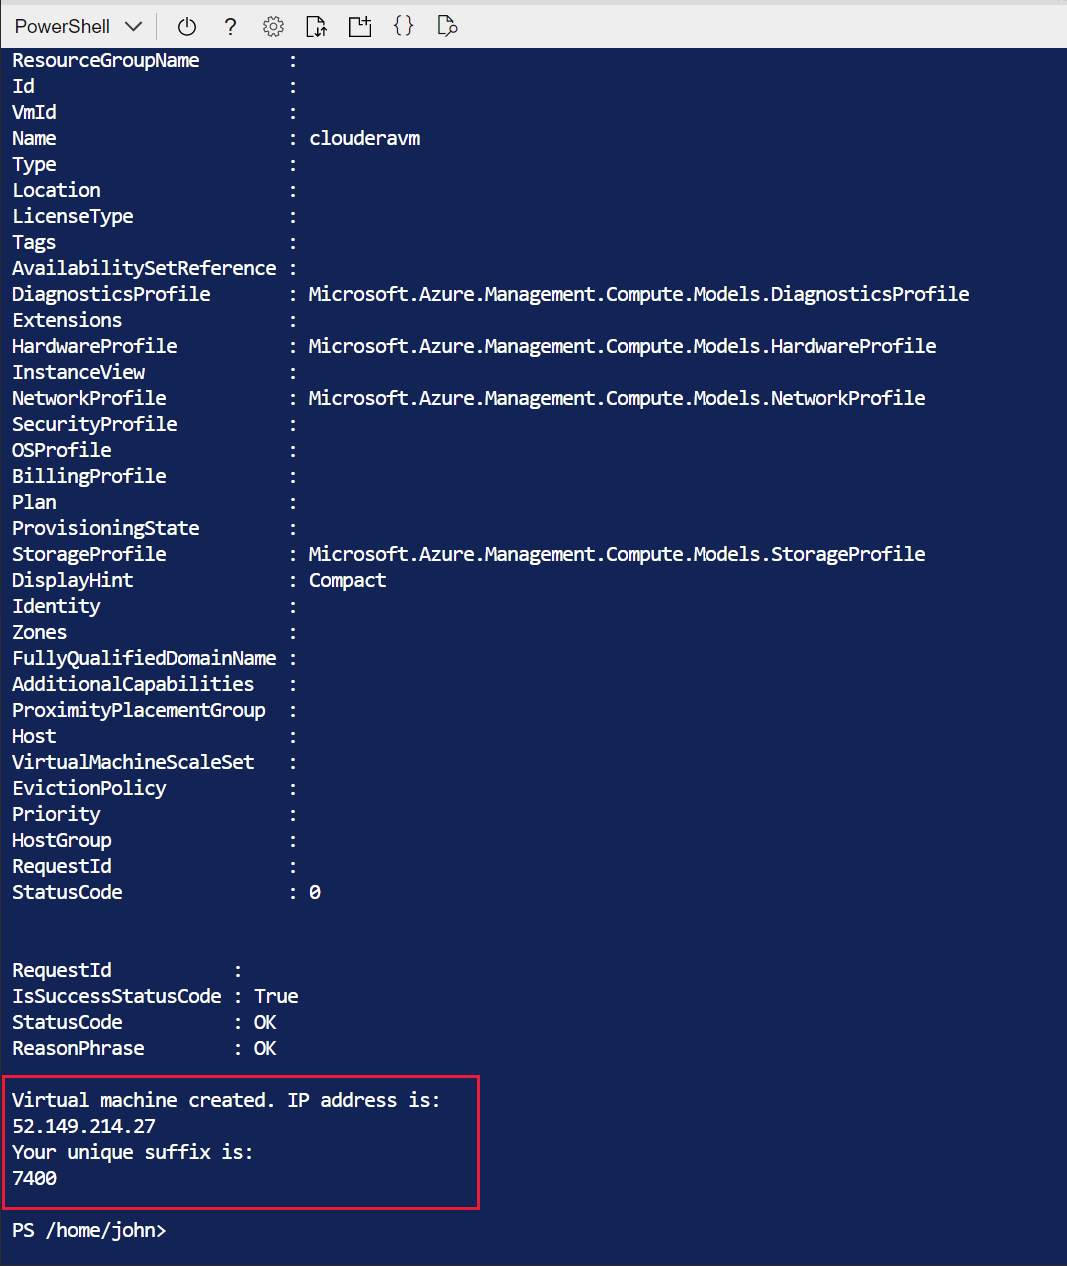 PowerShell
ResourceGroupName :
Id :
VmId :
Name : clouderavm
Type :
Location :
LicenseType :
Tags :
AvailabilitySetReference :
DiagnosticsProfile : Microsoft.Azure.Management.Compute.Models.DiagnosticsProfile
Extensions :
HardwareProfile : Microsoft.Azure.Management.Compute.Models.HardwareProfile
InstanceView :
NetworkProfile : Microsoft.Azure.Management.Compute.Models.NetworkProfile
SecurityProfile :
OSProfile :
BillingProfile :
Plan :
ProvisioningState :
StorageProfile : Microsoft.Azure.Management.Compute.Models.StorageProfile
DisplayHint : Compact
Identity :
Zones :
FullyQualifiedDomainName :
AdditionalCapabilities :
ProximityPlacementGroup :
Host :
VirtualMachineScaleSet :
EvictionPolicy :
Priority :
HostGroup :
RequestId :
StatusCode : 0
RequestId :
IsSuccessStatusCode : True
StatusCode : OK
ReasonPhrase : OK
Virtual machine created. IP address is:
52.149.214.27
Your unique suffix is:
7400
PS /home/john>